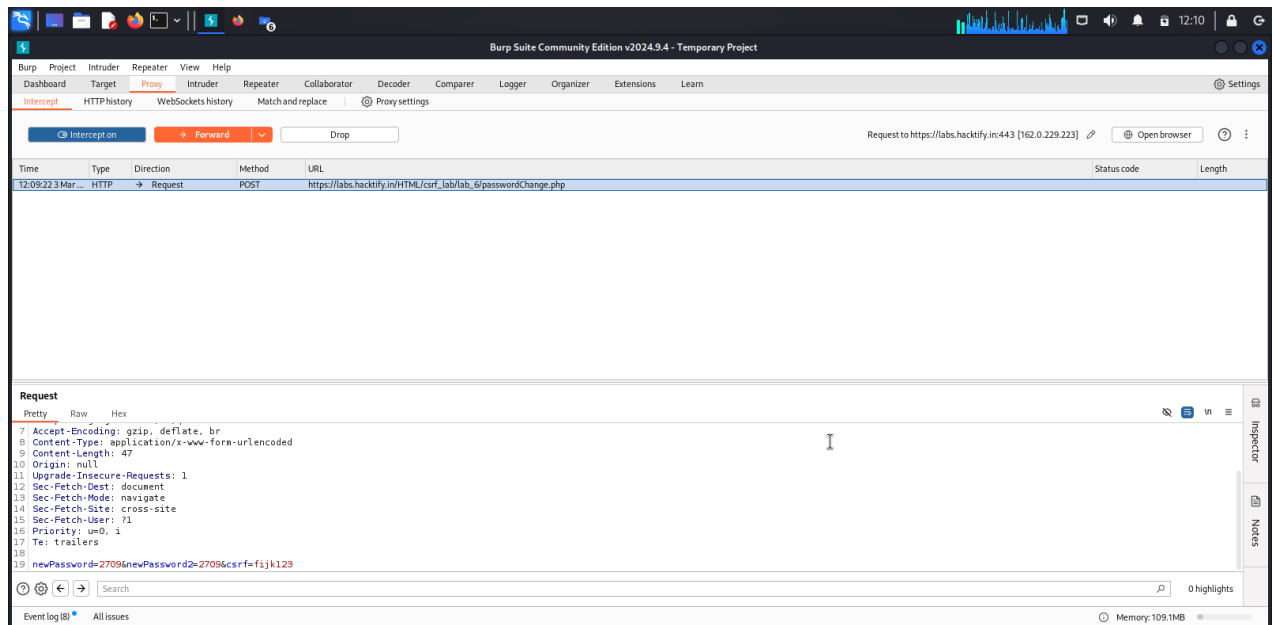 6
12:10
Burp Suite Community Edition v2024.9.4 - Temporary Project
Burp Project Intruder Repeater View Help
Dashboard Target Proxy Intruder Repeater Collaborator Decoder Comparer Logger Organizer Extensions Learn Settings
Intercept HTTP history WebSockets history Match and replace Proxy settings
Intercept on → Forward Drop Request to https://labs.hacktify.in:443 [162.0.229.223] Open browser
Time Type Direction Method URL Status code Length
12:09:22 3 Mar ... HTTP → Request POST https://labs.hacktify.in/HTML/csrf_lab/lab_6/passwordChange.php
Request
Pretty Raw Hex
7 Accept-Encoding: gzip, deflate, br
8 Content-Type: application/x-www-form-urlencoded
9 Content-Length: 47
10 Origin: null
11 Upgrade-Insecure-Requests: 1
12 Sec-Fetch-Dest: document
13 Sec-Fetch-Mode: navigate
14 Sec-Fetch-Site: cross-site
15 Sec-Fetch-User: ?1
16 Priority: u=0, i
17 Te: trailers
18
19 newPassword=2709&newPassword2=2709&csrf=fijk123
Inspector
Notes
Search 0 highlights
Event log (8) All issues Memory: 109.1MB